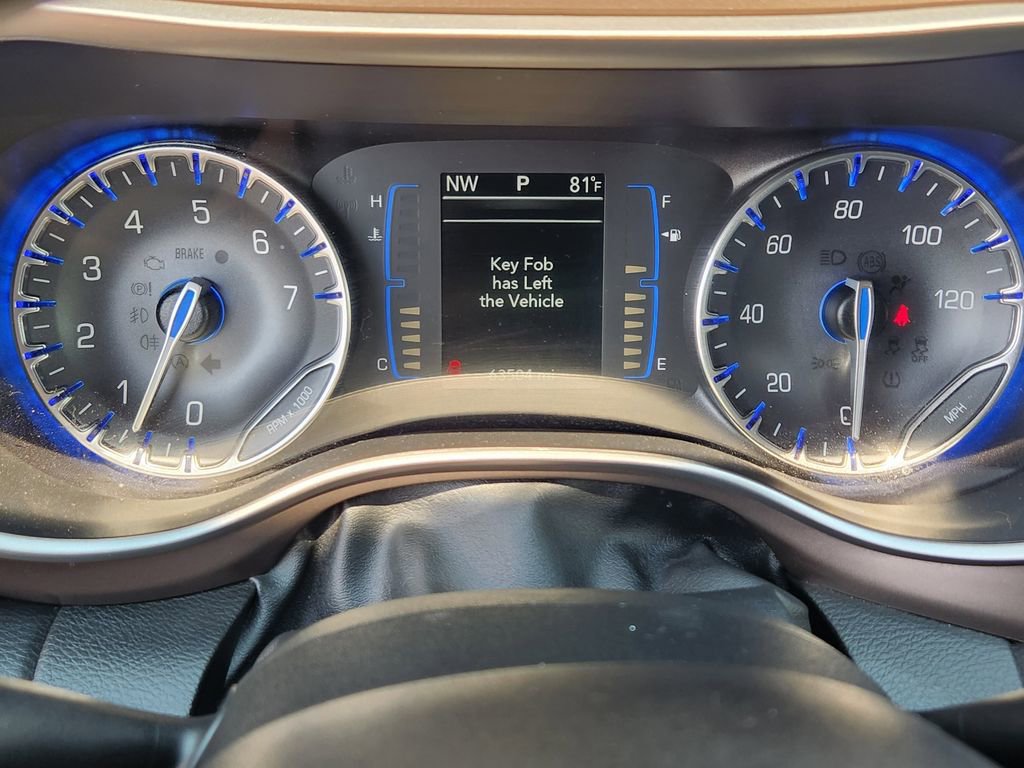 NW P 81°F
Key Fob
has Left
the Vehicle
H
C
F
E
BRAKE
0
1
2
3
4
5
6
7
RPM x 1000
0
20
40
60
80
100
120
MPH
ABS
OFF